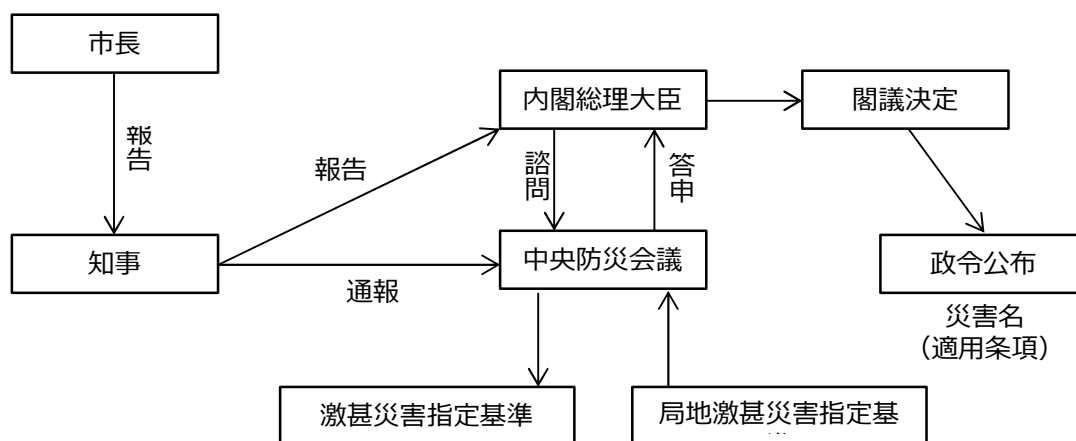 市長
報告
内閣総理大臣
閣議決定
報告
諮問
答申
知事
通報
中央防災会議
政令公布
災害名
（適用条項）
激甚災害指定基準
局地激甚災害指定基